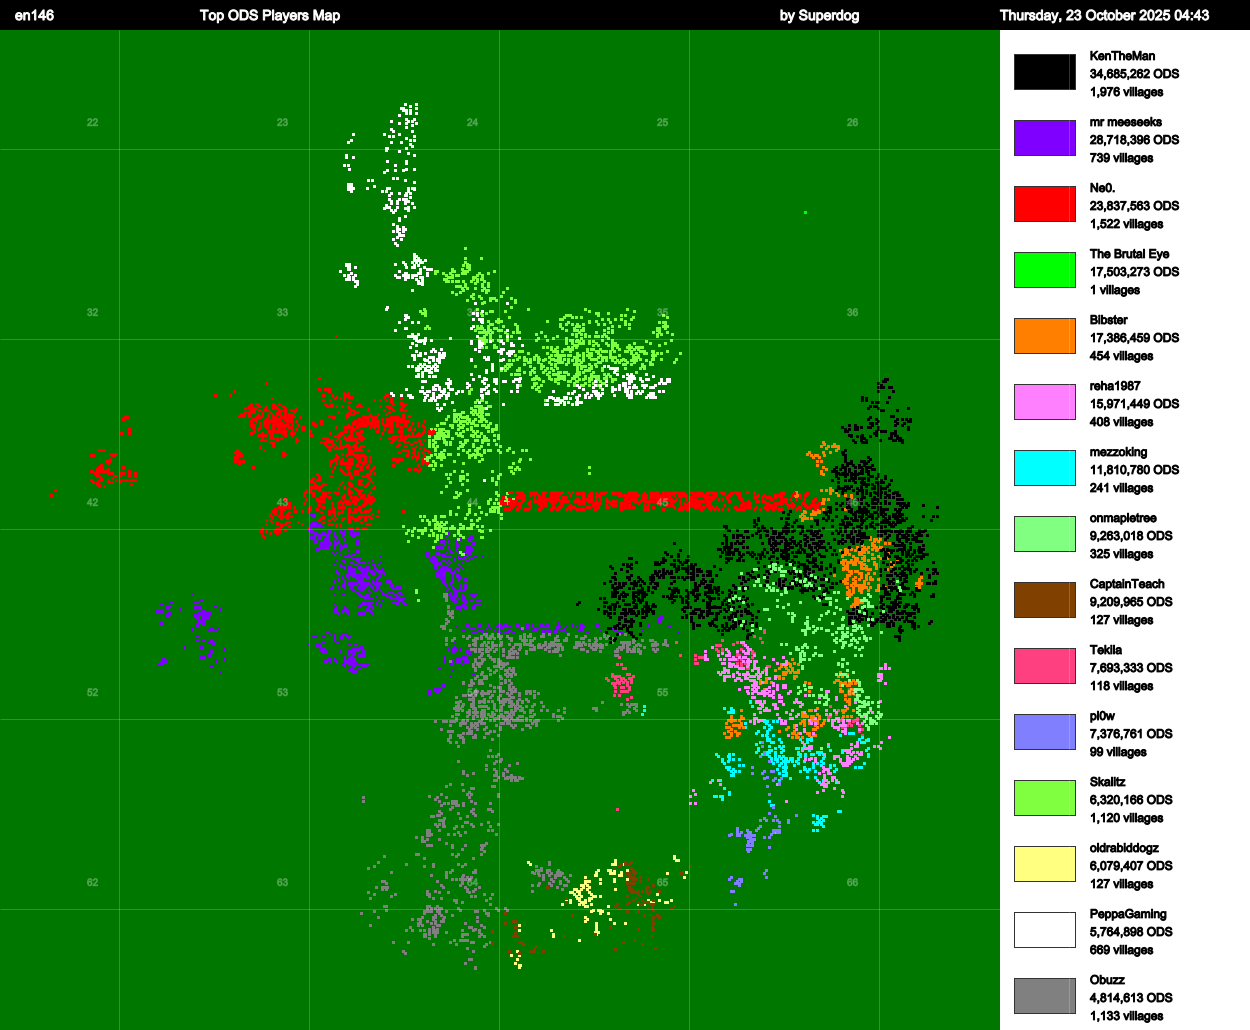 en146 Top ODS Players Map by Superdog Thursday, 23 October 2025 04:43
KenTheMan
34,685,262 ODS
1,976 villages
mr meeseeks
28,718,396 ODS
739 villages
Ne0.
23,837,563 ODS
1,522 villages
The Brutal Eye
17,503,273 ODS
1 villages
Bibster
17,386,459 ODS
454 villages
reha1987
15,971,449 ODS
408 villages
mezzoking
11,810,780 ODS
241 villages
onmapletree
9,263,018 ODS
325 villages
CaptainTeach
9,209,965 ODS
127 villages
Tekila
7,693,333 ODS
118 villages
pl0w
7,376,761 ODS
99 villages
Skalitz
6,320,166 ODS
1,120 villages
oldrabiddogz
6,079,407 ODS
127 villages
PeppaGaming
5,764,898 ODS
669 villages
Obuzz
4,814,613 ODS
1,133 villages
22 23 24 25 26
32 33 34 35 36
42 43 44 45 46
52 53 55
62 63 64 65 66